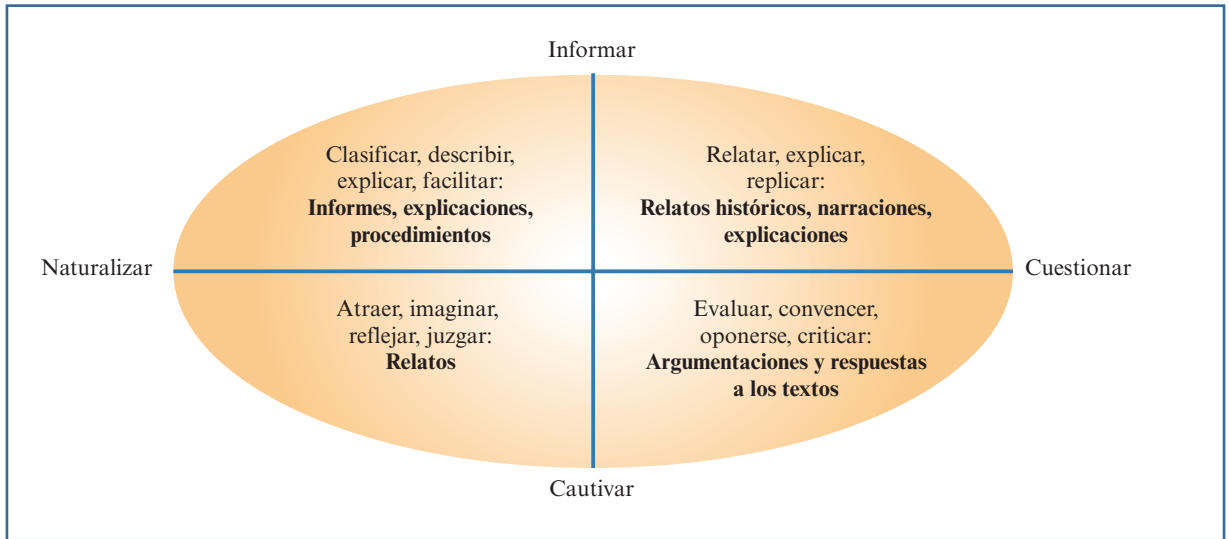 Informar
Clasificar, describir,
explicar, facilitar:
Informes, explicaciones,
procedimientos
Relatar, explicar,
replicar:
Relatos históricos, narraciones,
explicaciones
Naturalizar
Cuestionar
Atraer, imaginar,
reflejar, juzgar:
Relatos
Evaluar, convencer,
oponerse, criticar:
Argumentaciones y respuestas
a los textos
Cautivar